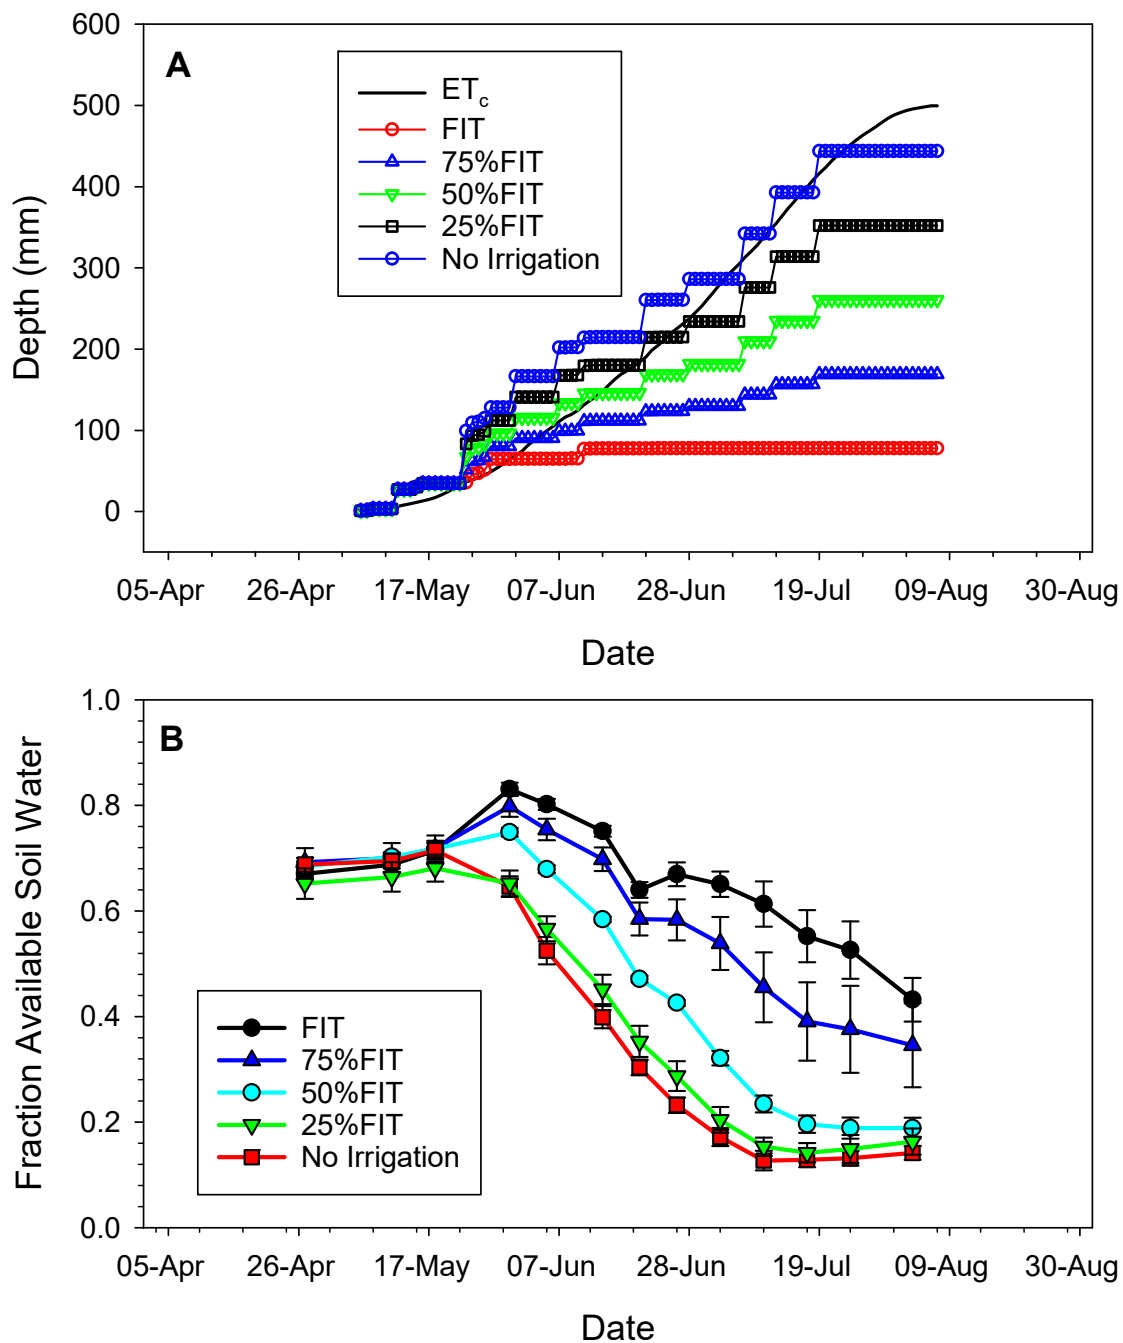 600
500
400
300
200
100
0
Depth (mm)
A
ETc
FIT
75%FIT
50%FIT
25%FIT
No Irrigation
05-Apr 26-Apr 17-May 07-Jun 28-Jun 19-Jul 09-Aug 30-Aug
Date
1.0
0.8
0.6
0.4
0.2
0.0
Fraction Available Soil Water
B
FIT
75%FIT
50%FIT
25%FIT
No Irrigation
05-Apr 26-Apr 17-May 07-Jun 28-Jun 19-Jul 09-Aug 30-Aug
Date